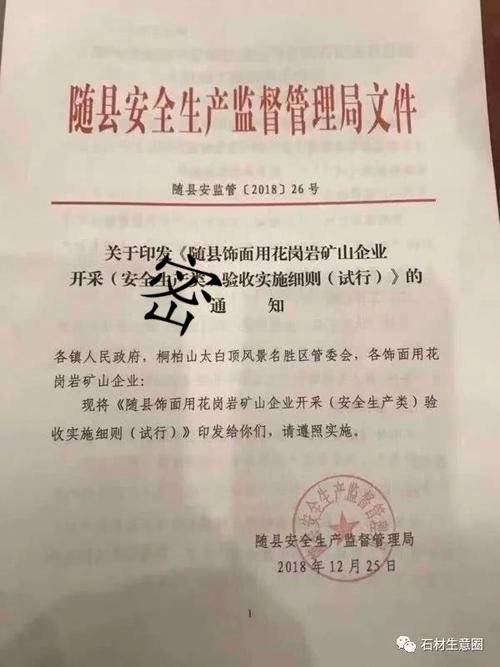 随县安全生产监督管理局文件
随县安监管〔2018〕26号
关于印发《随县饰面用花岗岩矿山企业
开采（安全生产类）验收实施细则（试行）》的
通 知
密
各镇人民政府，桐柏山太白顶风景名胜区管委会，各饰面用花
岗岩矿山企业:
现将《随县饰面用花岗岩矿山企业开采（安全生产类）验
收实施细则（试行）》印发给你们，请遵照实施。
随县安全生产监督管理局
随县安全生产监督管理局
2018年12月25日
1
石材生意圈